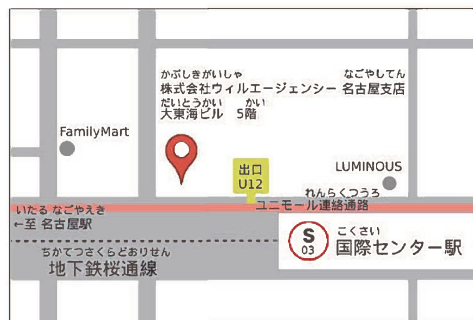 かぶしきがいしゃ なごやしてん
株式会社ウィルエージェンシー 名古屋支店
だいとうかい かい
大東海ビル 5階
FamilyMart
出口
U12
LUMINOUS
れんらくつうろ
ユニモール連絡通路
いたる なごやえき
←至 名古屋駅
S
03
こくさい
国際センター駅
ちかてつさくらどおりせん
地下鉄桜通線